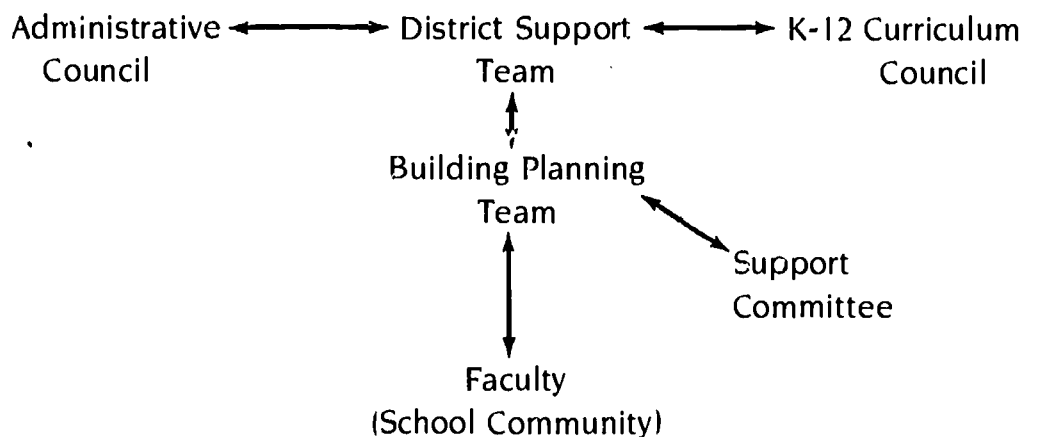 Administrative District Support K-12 Curriculum
Council Team Council
Building Planning
Team
Support
Committee
Faculty
(School Community)